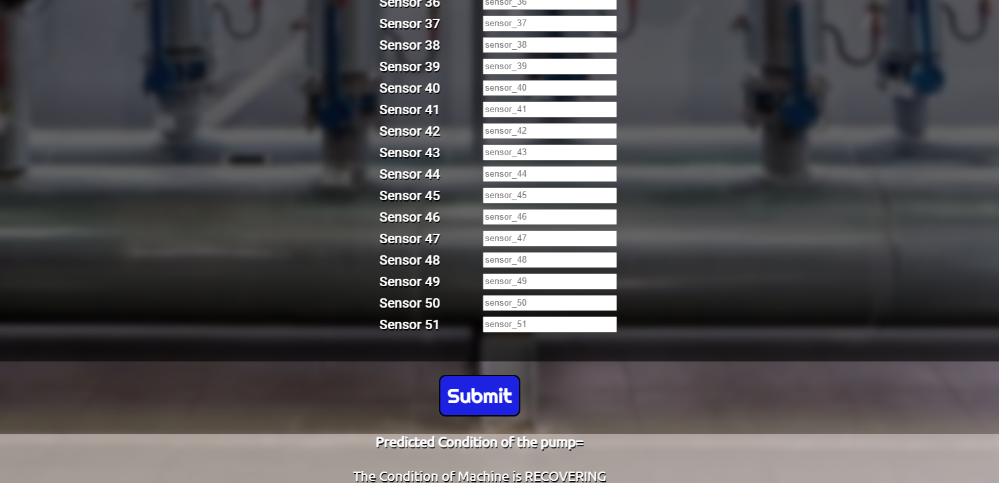 Sensor 36 sensor_36
Sensor 37 sensor_37
Sensor 38 sensor_38
Sensor 39 sensor_39
Sensor 40 sensor_40
Sensor 41 sensor_41
Sensor 42 sensor_42
Sensor 43 sensor_43
Sensor 44 sensor_44
Sensor 45 sensor_45
Sensor 46 sensor_46
Sensor 47 sensor_47
Sensor 48 sensor_48
Sensor 49 sensor_49
Sensor 50 sensor_50
Sensor 51 sensor_51
Submit
Predicted Condition of the pump=
The Condition of Machine is RECOVERING